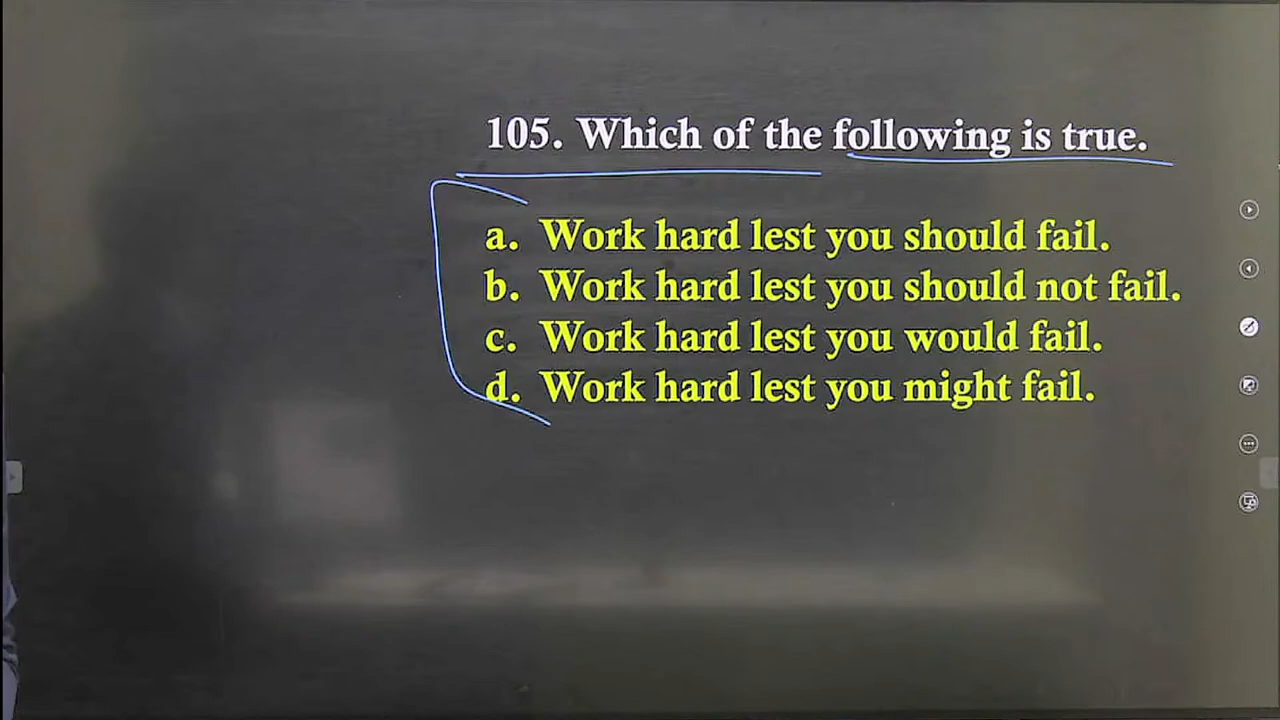 105. Which of the following is true.
a. Work hard lest you should fail.
b. Work hard lest you should not fail.
c. Work hard lest you would fail.
d. Work hard lest you might fail.